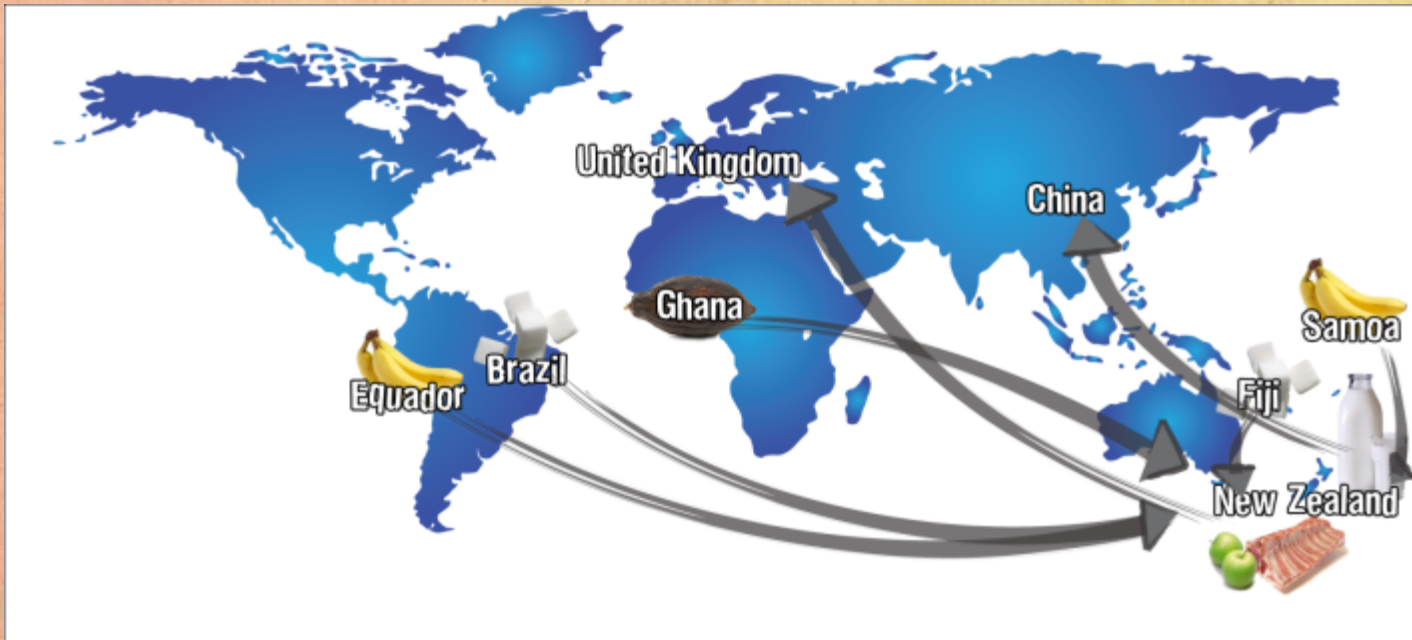 United Kingdom
China
Ghana
Samoa
Brazil
Equador
Fiji
New Zealand